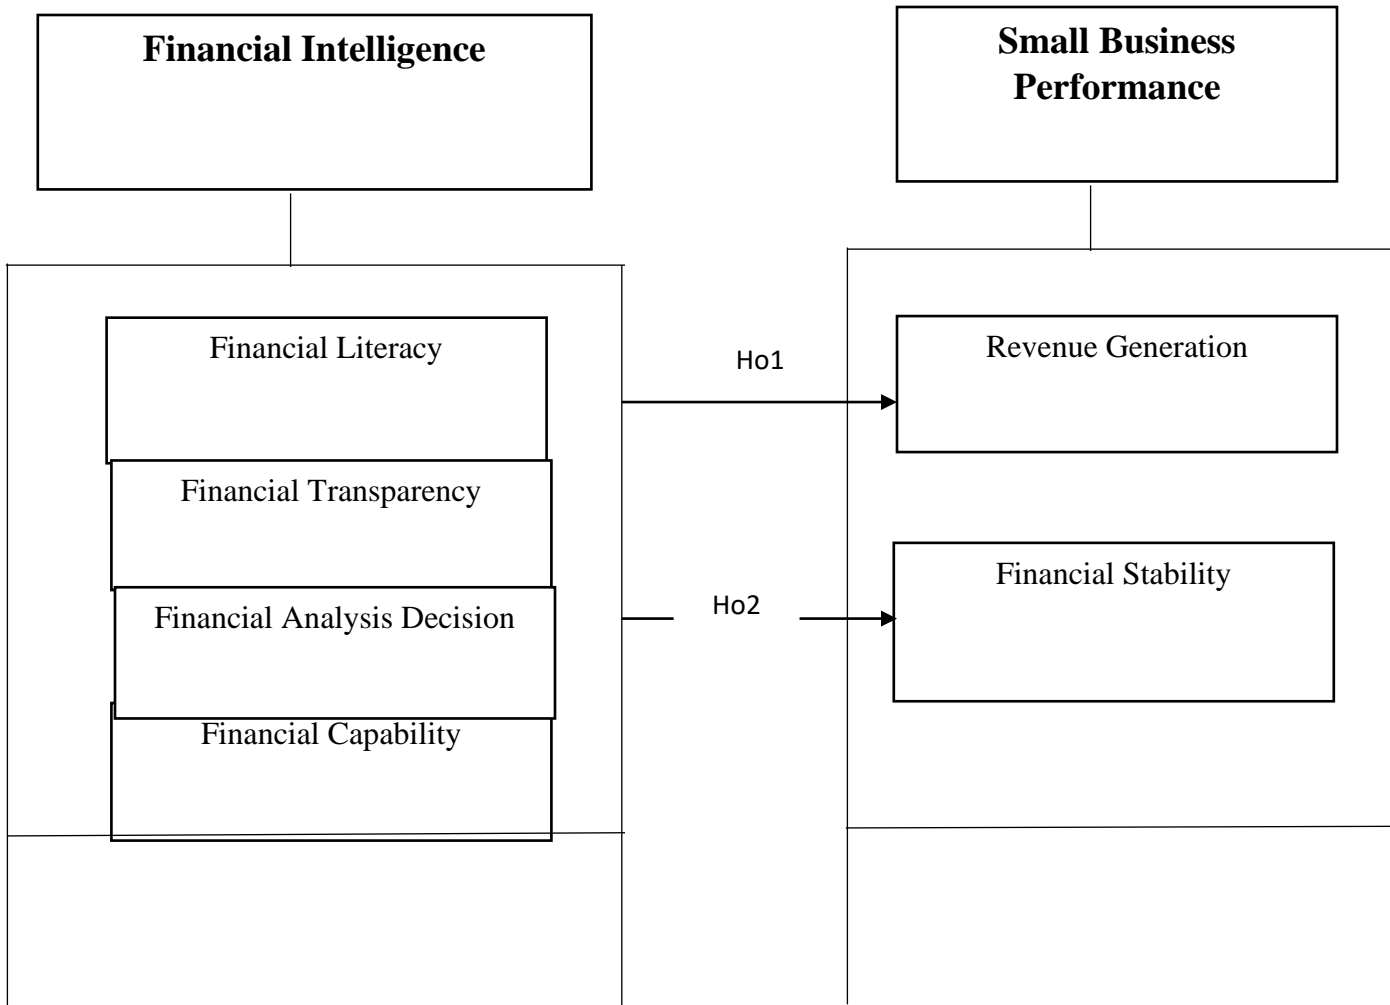 Financial Intelligence
Small Business
Performance
Financial Literacy
Financial Transparency
Financial Analysis Decision
Financial Capability
Ho1
Ho2
Revenue Generation
Financial Stability